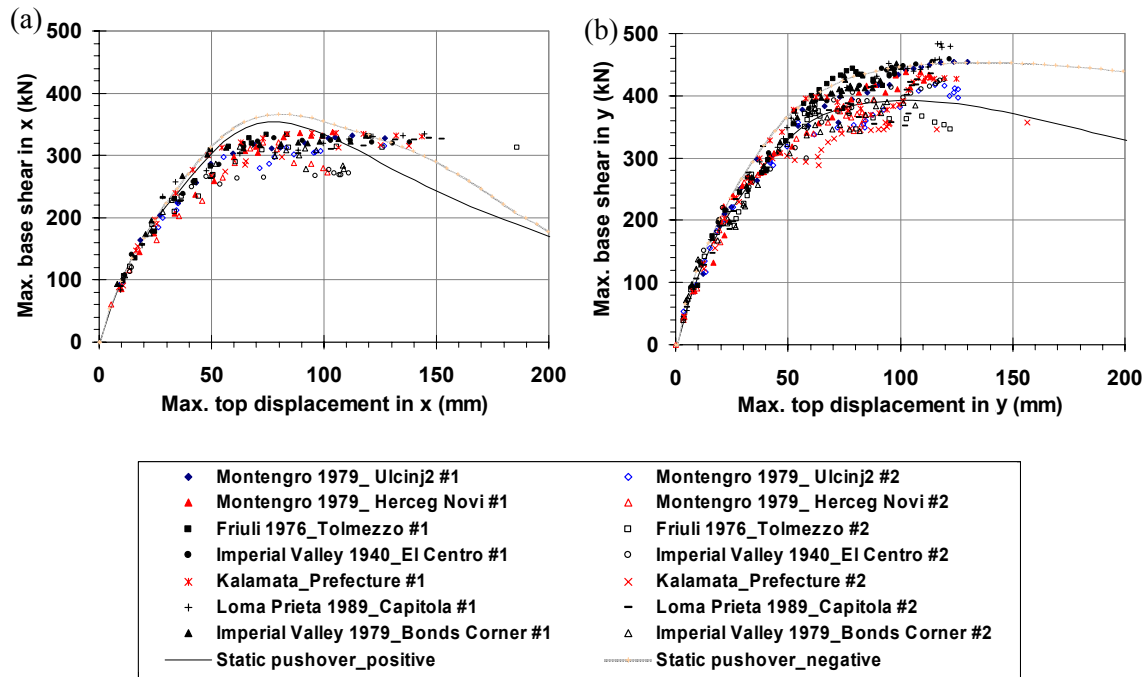 (a)
500
400
300
200
100
0
Max. base shear in x (kN)
0 50 100 150 200
Max. top displacement in x (mm)
(b)
500
400
300
200
100
0
Max. base shear in y (kN)
0 50 100 150 200
Max. top displacement in y (mm)
Montengro 1979_ Ulcinj2 #1
Montengro 1979_ Ulcinj2 #2
Montengro 1979_ Herceg Novi #1
Montengro 1979_ Herceg Novi #2
Friuli 1976_Tolmezzo #1
Friuli 1976_Tolmezzo #2
Imperial Valley 1940_El Centro #1
Imperial Valley 1940_El Centro #2
Kalamata_Prefecture #1
Kalamata_Prefecture #2
Loma Prieta 1989_Capitola #1
Loma Prieta 1989_Capitola #2
Imperial Valley 1979_Bonds Corner #1
Imperial Valley 1979_Bonds Corner #2
Static pushover_positive
Static pushover_negative